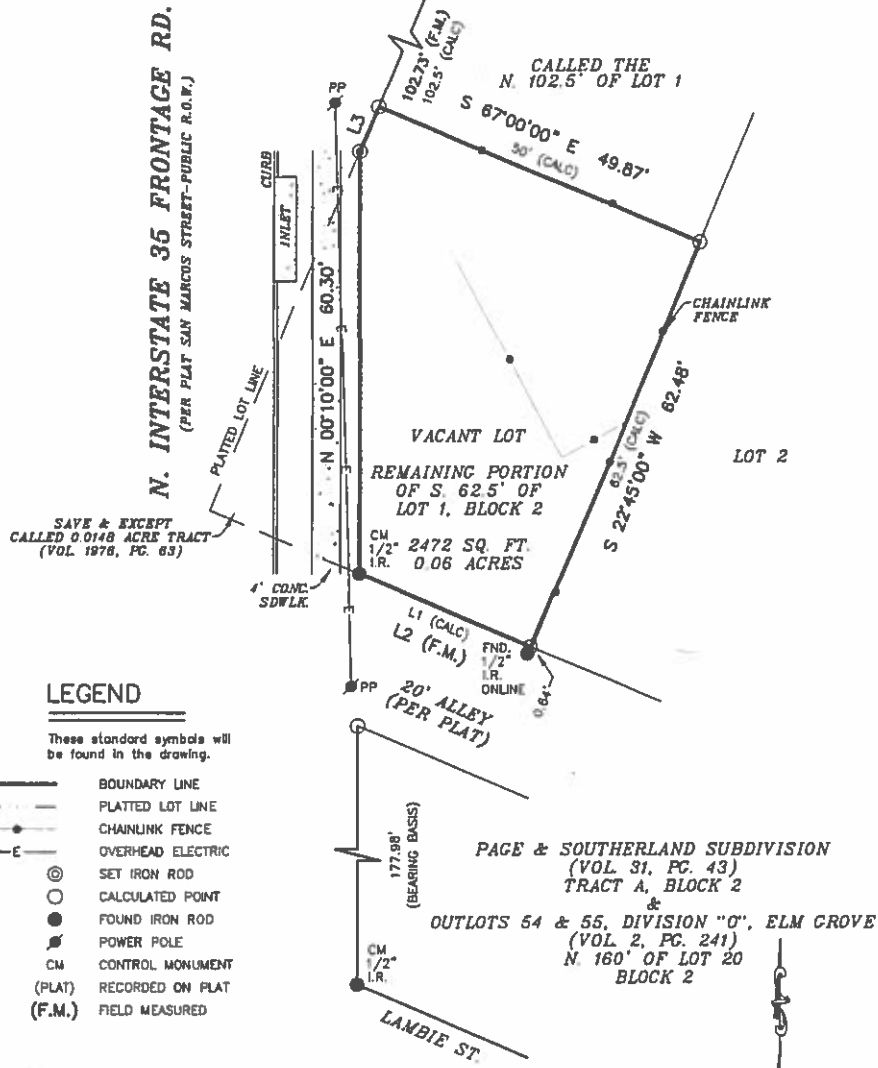 N. INTERSTATE 35 FRONTAGE RD.
(PER PLAT SAN MARCOS STREET-PUBLIC R.O.W.)
PP
102.73' (F.M.)
102.5' (CALC)
CALLED THE
N. 102.5' OF LOT 1
L3
S 67°00'00" E 49.87'
50' (CALC)
CURB
INLET
E
N 00°10'00" E 60.30'
E
CHAINLINK
FENCE
PLATTED LOT LINE
VACANT LOT
62.5' (CALC)
S 22°45'00" W 62.48'
LOT 2
REMAINING PORTION
OF S. 62.5' OF
LOT 1, BLOCK 2
E
SAVE & EXCEPT
CALLED 0.0148 ACRE TRACT
(VOL. 1976, PG. 63)
CM
1/2"
I.R.
2472 SQ. FT.
0.06 ACRES
4' CONC.
SDWLK.
E
L1 (CALC)
L2 (F.M.)
FND.
1/2"
I.R.
ONLINE
0.64'
PP
20' ALLEY
(PER PLAT)
LEGEND
These standard symbols will
be found in the drawing.
BOUNDARY LINE
PLATTED LOT LINE
CHAINLINK FENCE
E OVERHEAD ELECTRIC
SET IRON ROD
CALCULATED POINT
FOUND IRON ROD
POWER POLE
CM CONTROL MONUMENT
(PLAT) RECORDED ON PLAT
(F.M.) FIELD MEASURED
177.98'
(BEARING BASIS)
PAGE & SOUTHERLAND SUBDIVISION
(VOL. 31, PG. 43)
TRACT A, BLOCK 2
&
OUTLOTS 54 & 55, DIVISION "O", ELM GROVE
(VOL. 2, PG. 241)
N. 160' OF LOT 20
BLOCK 2
CM
1/2"
I.R.
LAMBIE ST.